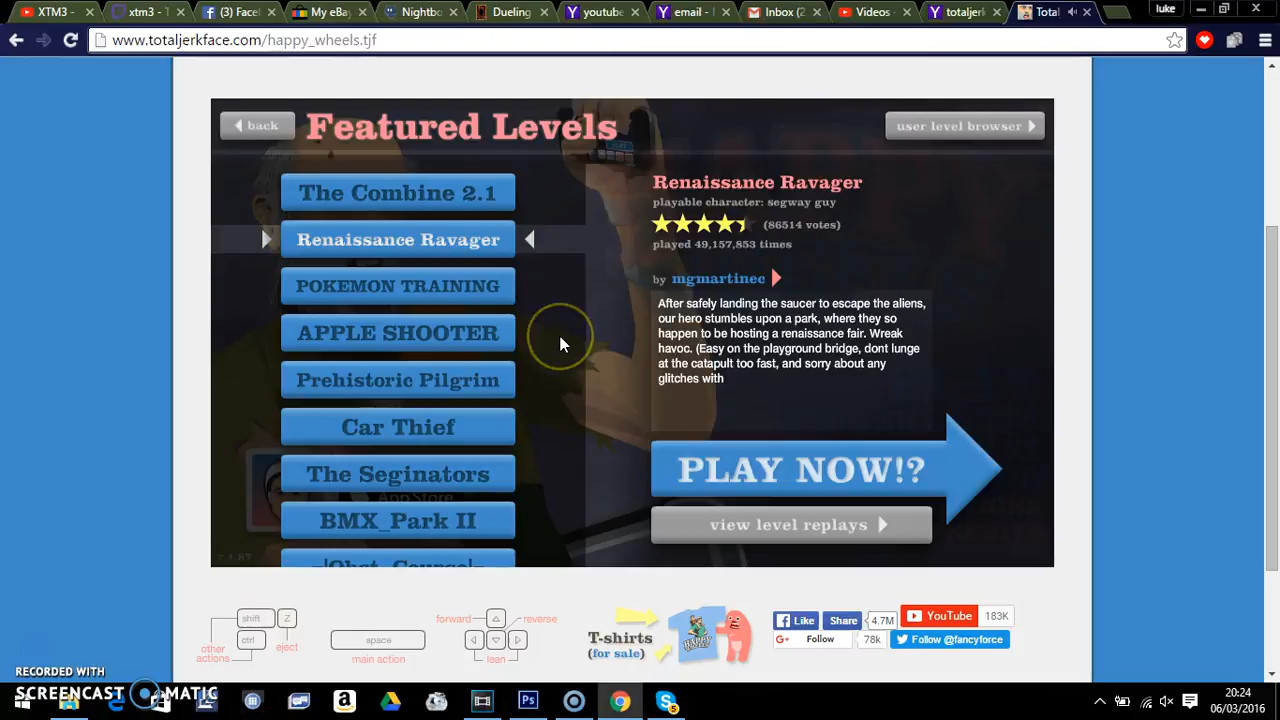 XTM3 -
xtm3 - T
(3) Face
My eBay
Nightbo
Dueling
youtube
email -
Inbox (2
Videos -
totaljerk
Total
luke
www.totaljerkface.com/happy_wheels.tjf
back
Featured Levels
user level browser
The Combine 2.1
Renaissance Ravager
POKEMON TRAINING
APPLE SHOOTER
Prehistoric Pilgrim
Car Thief
The Seginators
App Store
BMX_Park II
-|Obst. Course|-
v 1.87
Renaissance Ravager
playable character: segway guy
(86514 votes)
played 49,157,853 times
by mgmartinec
After safely landing the saucer to escape the aliens,
our hero stumbles upon a park, where they so
happen to be hosting a renaissance fair. Wreak
havoc. (Easy on the playground bridge, dont lunge
at the catapult too fast, and sorry about any
glitches with
PLAY NOW!?
view level replays
shift
Z
ctrl
eject
other
actions
space
main action
forward
reverse
lean
T-shirts
(for sale)
Like
Share
4.7M
YouTube
183K
G+ Follow
78k
Follow @fancyforce
RECORDED WITH
SCREENCAST MATIC
20:24
06/03/2016